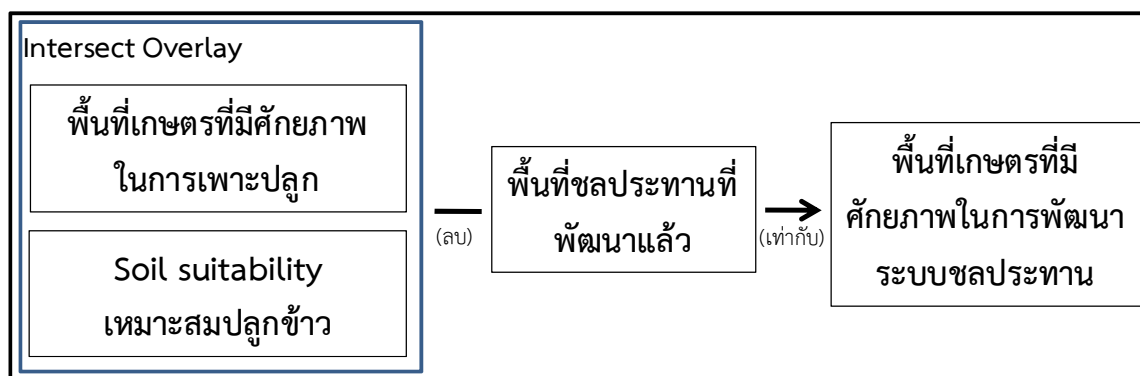 Intersect Overlay
พื้นที่เกษตรที่มีศักยภาพ
ในการเพาะปลูก
Soil suitability
เหมาะสมปลูกข้าว
(ลบ)
พื้นที่ชลประทานที่
พัฒนาแล้ว
(เท่ากับ)
พื้นที่เกษตรที่มี
ศักยภาพในการพัฒนา
ระบบชลประทาน